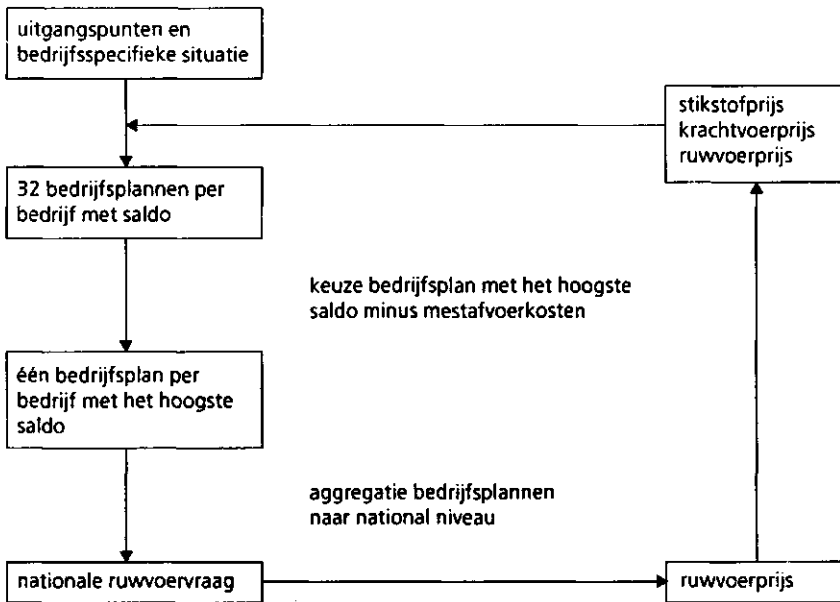 uitgangspunten en
bedrijfsspecifieke situatie
stikstofprijs
krachtvoerprijs
ruwvoerprijs
32 bedrijfsplannen per
bedrijf met saldo
keuze bedrijfsplan met het hoogste
saldo minus mestafvoerkosten
één bedrijfsplan per
bedrijf met het hoogste
saldo
aggregatie bedrijfsplannen
naar national niveau
nationale ruwvoervraag
ruwvoerprijs